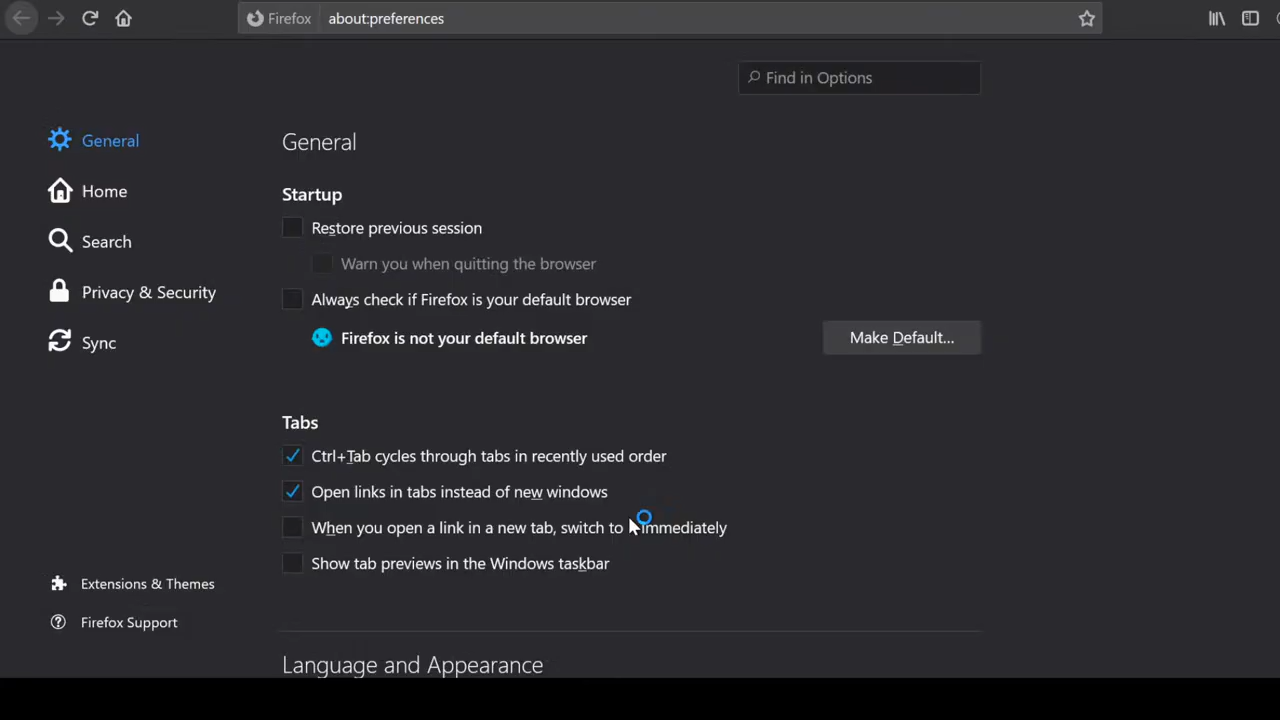 Firefox about:preferences
Find in Options
General
Home
Search
Privacy & Security
Sync
Extensions & Themes
Firefox Support
General
Startup
Restore previous session
Warn you when quitting the browser
Always check if Firefox is your default browser
Firefox is not your default browser
Make Default...
Tabs
Ctrl+Tab cycles through tabs in recently used order
Open links in tabs instead of new windows
When you open a link in a new tab, switch to immediately
Show tab previews in the Windows taskbar
Language and Appearance